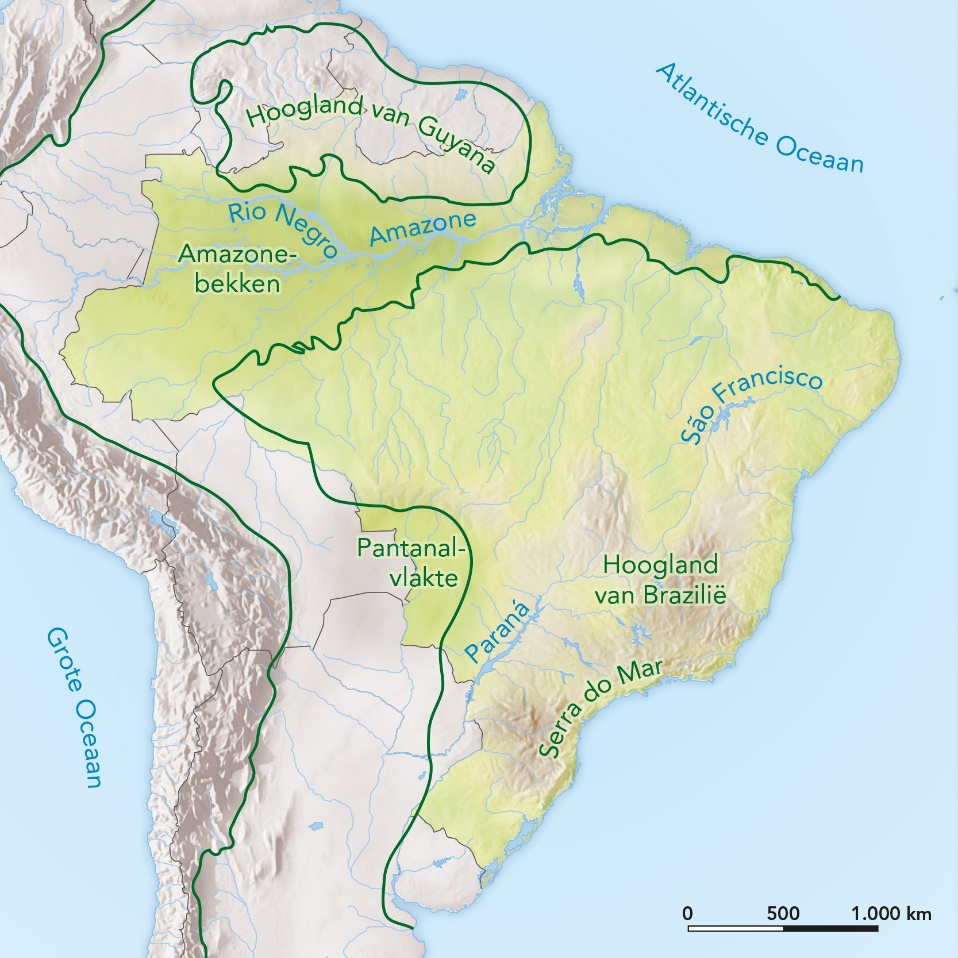 Atlantische Oceaan
Hoogland van Guyana
Rio Negro
Amazone
Amazone-
bekken
São Francisco
Pantanal-
vlakte
Hoogland
van Brazilië
Paraná
Serra do Mar
Grote Oceaan
0 500 1.000 km